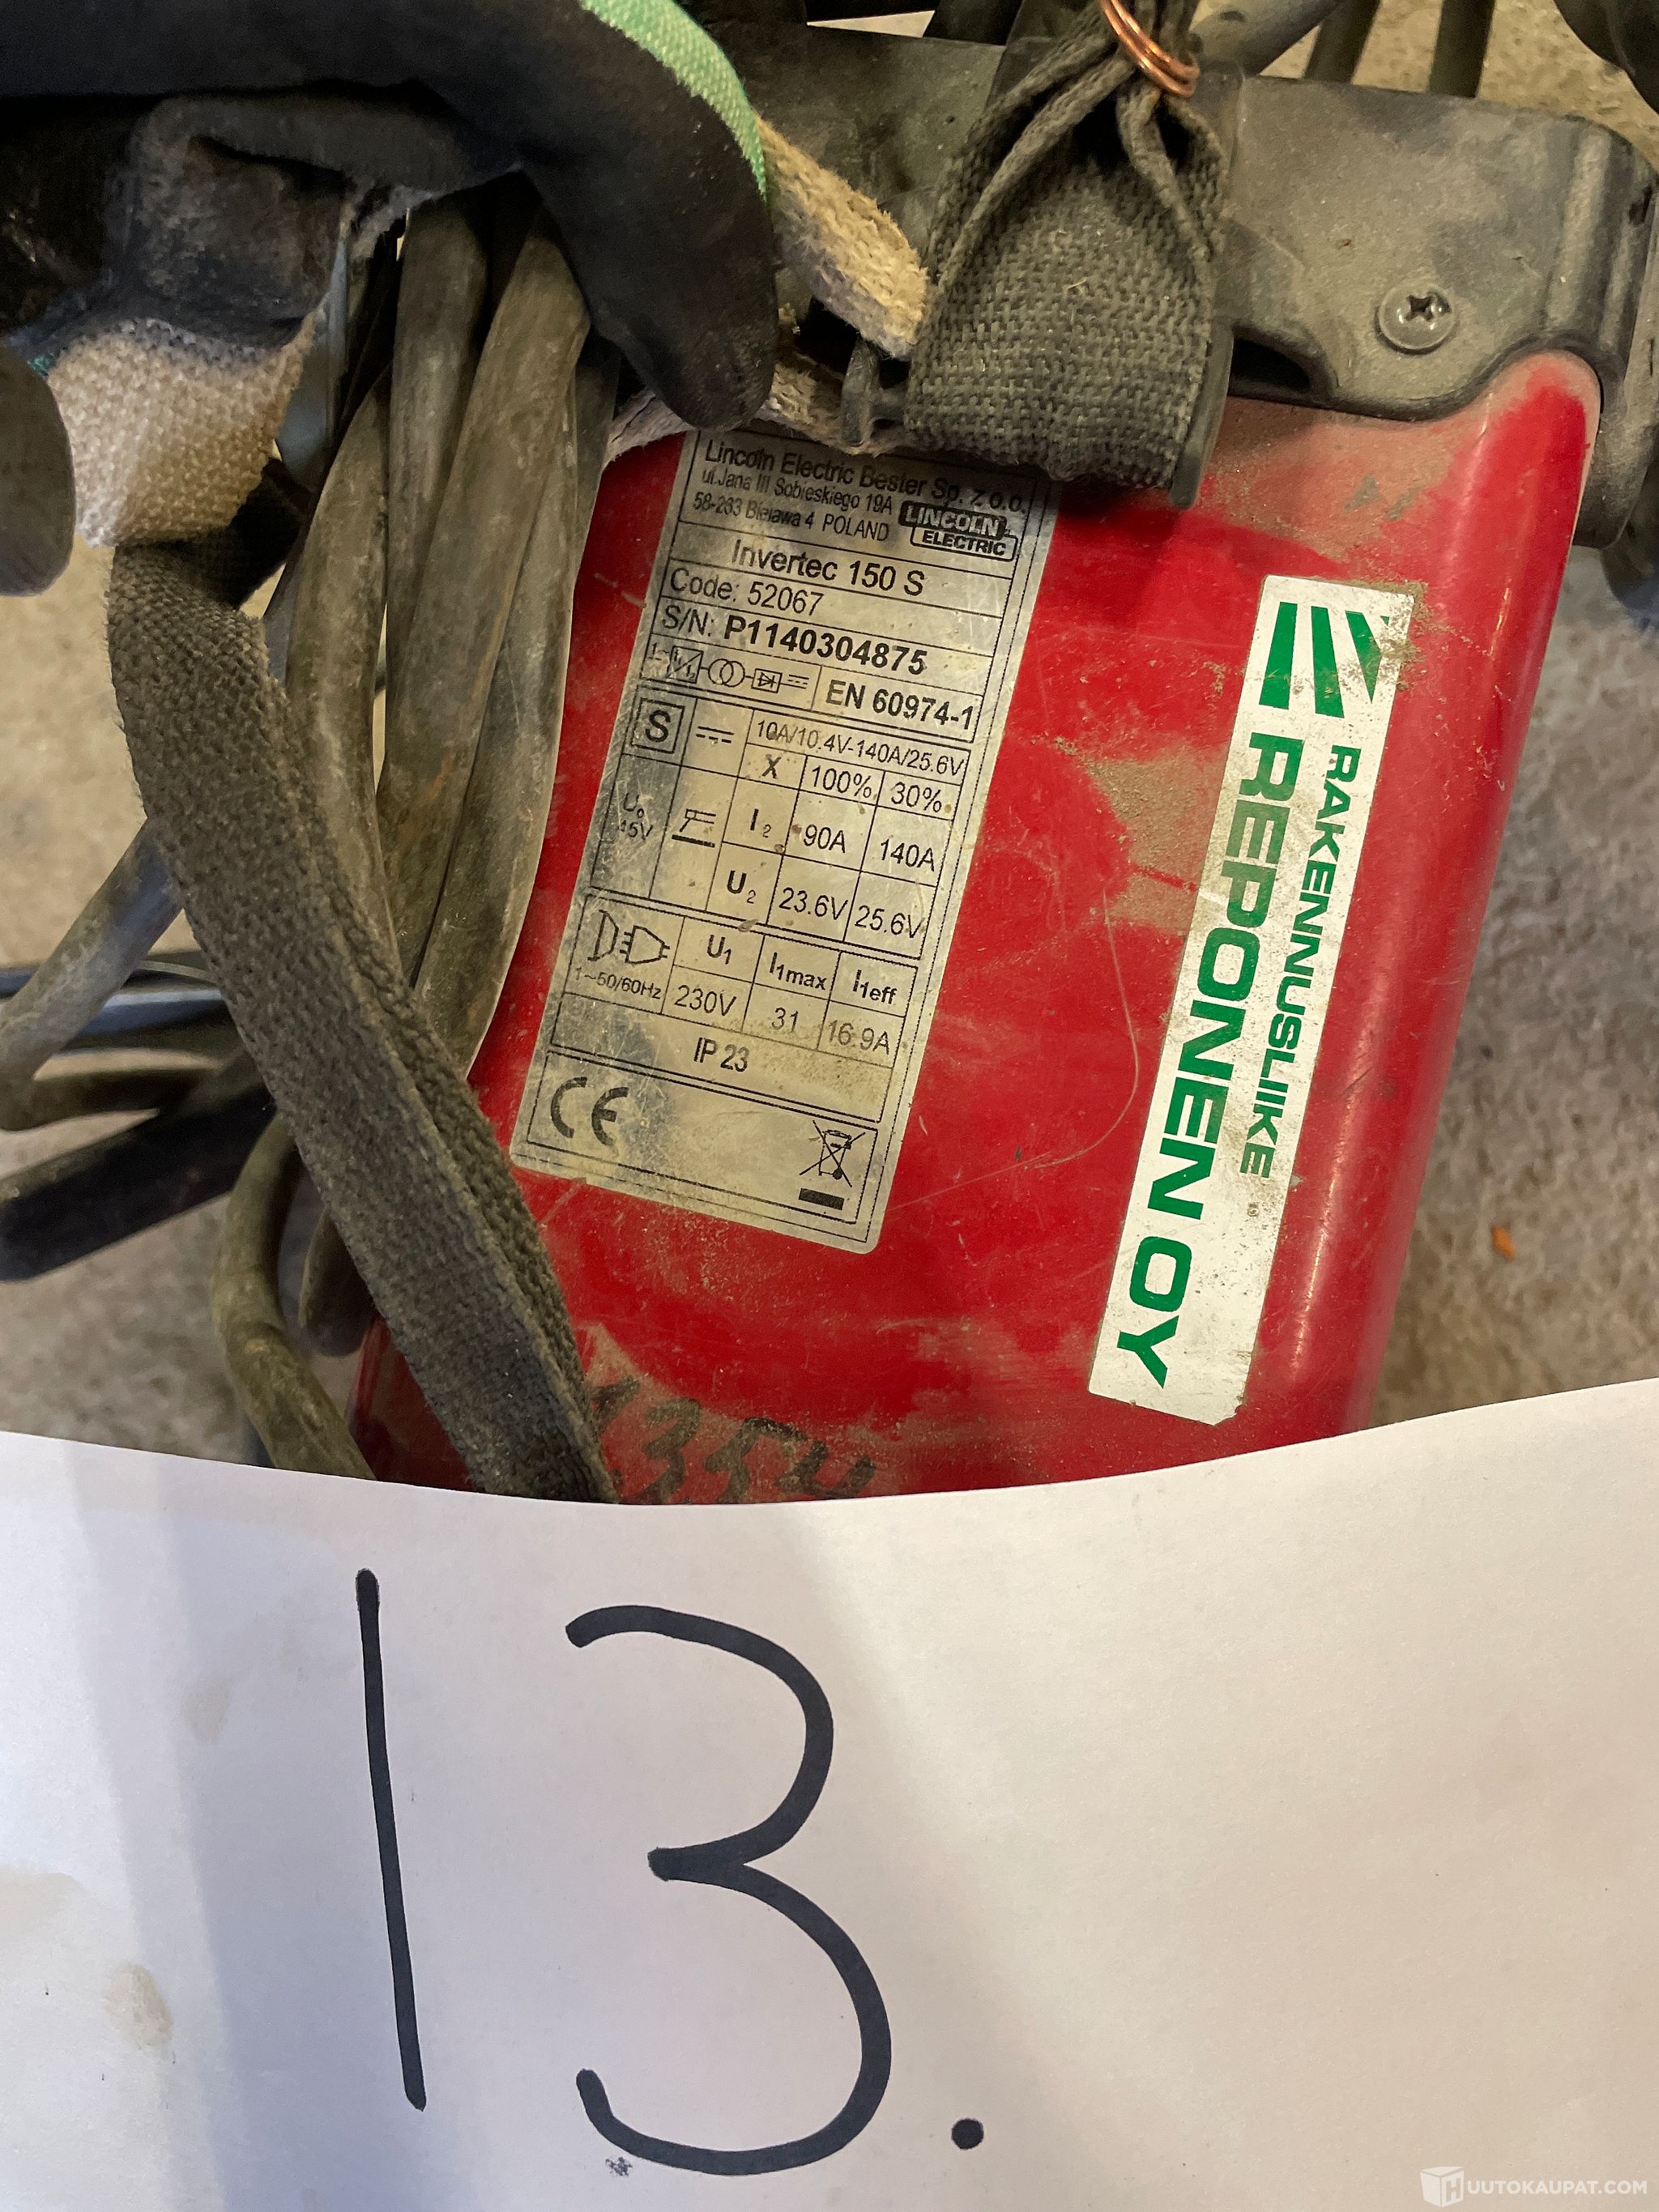 Lincoln Electric Bester Sp. z o.o.
ul.Jana III Sobieskiego 19A
58-263 Bielawa 4 POLAND
LINCOLN
ELECTRIC
Invertec 150 S
Code: 52067
S/N: P1140304875
EN 60974-1
S
10A/10.4V-140A/25.6V
X 100% 30%
U0
I2 90A 140A
U2 23.6V 25.6V
U1 I1max I1eff
1~50/60Hz 230V 31 16.9A
IP 23
CE
RAKENNUSLIIKE
REPONEN OY
13.
HUUTOKAUPAT.COM